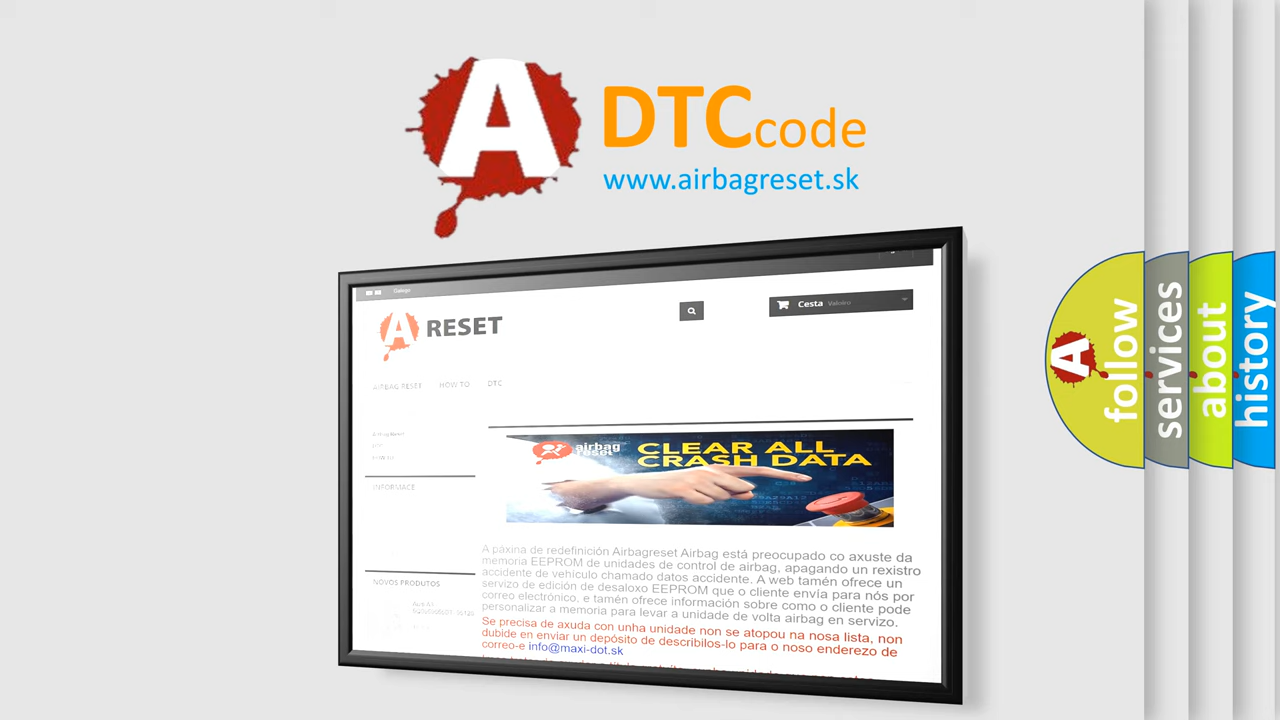 A
DTCcode
www.airbagreset.sk
Galego
A RESET
Cesta Valeiro
AIRBAG RESET HOW TO DTC
airbag
reset
CLEAR ALL
CRASH DATA
INFORMACE
NOVOS PRODUTOS
A páxina de redefinición Airbagreset Airbag está preocupado co axuste da
memoria EEPROM de unidades de control de airbag, apagando un rexistro
accidente de vehículo chamado datos accidente. A web tamén ofrece un
servizo de edición de desaloxo EEPROM que o cliente envía para nós por
correo electrónico, e tamén ofrece información sobre como o cliente pode
personalizar a memoria para levar a unidade de volta airbag en servizo.
Se precisa de axuda con unha unidade non se atopou na nosa lista, non
dubide en enviar un depósito de describilos-lo para o noso enderezo de
correo-e info@maxi-dot.sk
A
follow
services
about
history